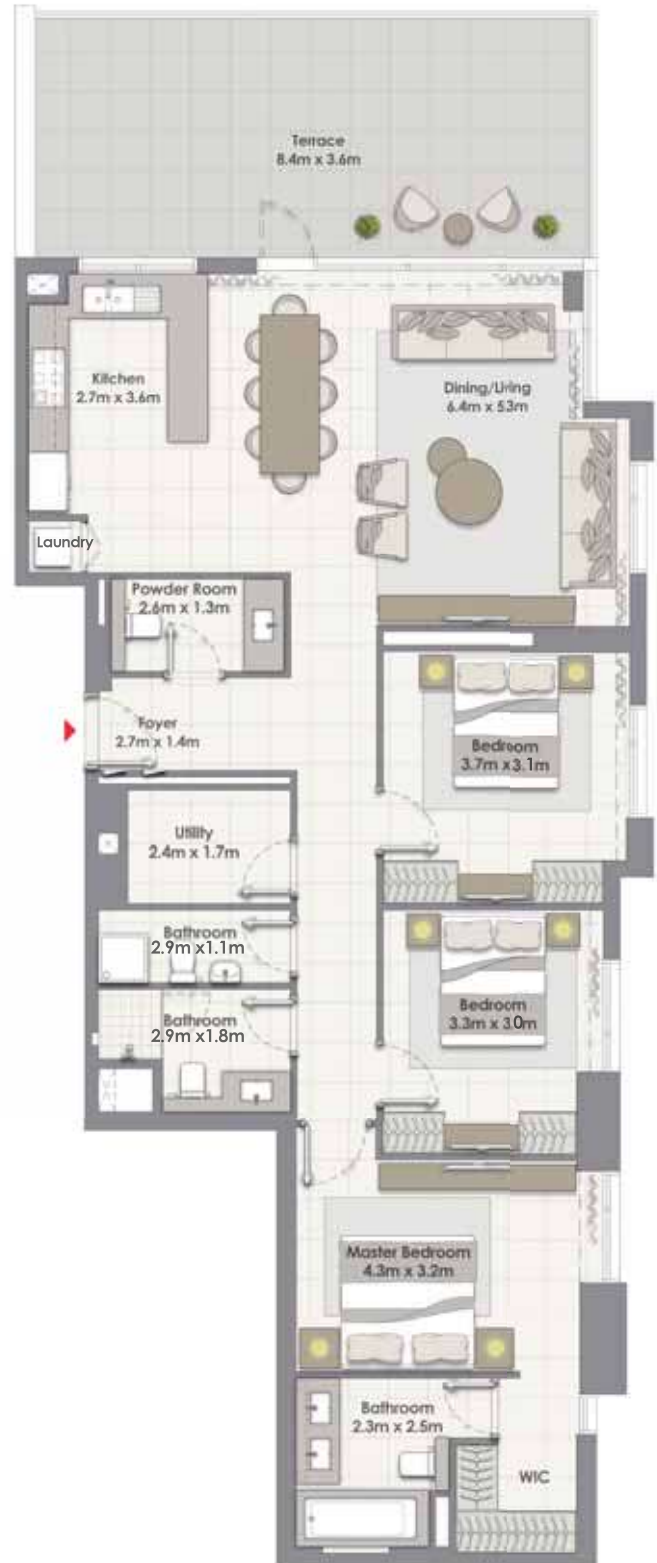 Terrace
8.4m x 3.6m
Kitchen
2.7m x 3.6m
Dining/Living
6.4m x 53m
Laundry
Powder Room
2.6m x 1.3m
Foyer
2.7m x 1.4m
Bedroom
3.7m x3.1m
Utility
2.4m x 1.7m
Bathroom
2.9m x1.1m
Bathroom
2.9m x1.8m
Bedroom
3.3m x 3.0m
Master Bedroom
4.3m x 3.2m
Bathroom
2.3m x 2.5m
WIC